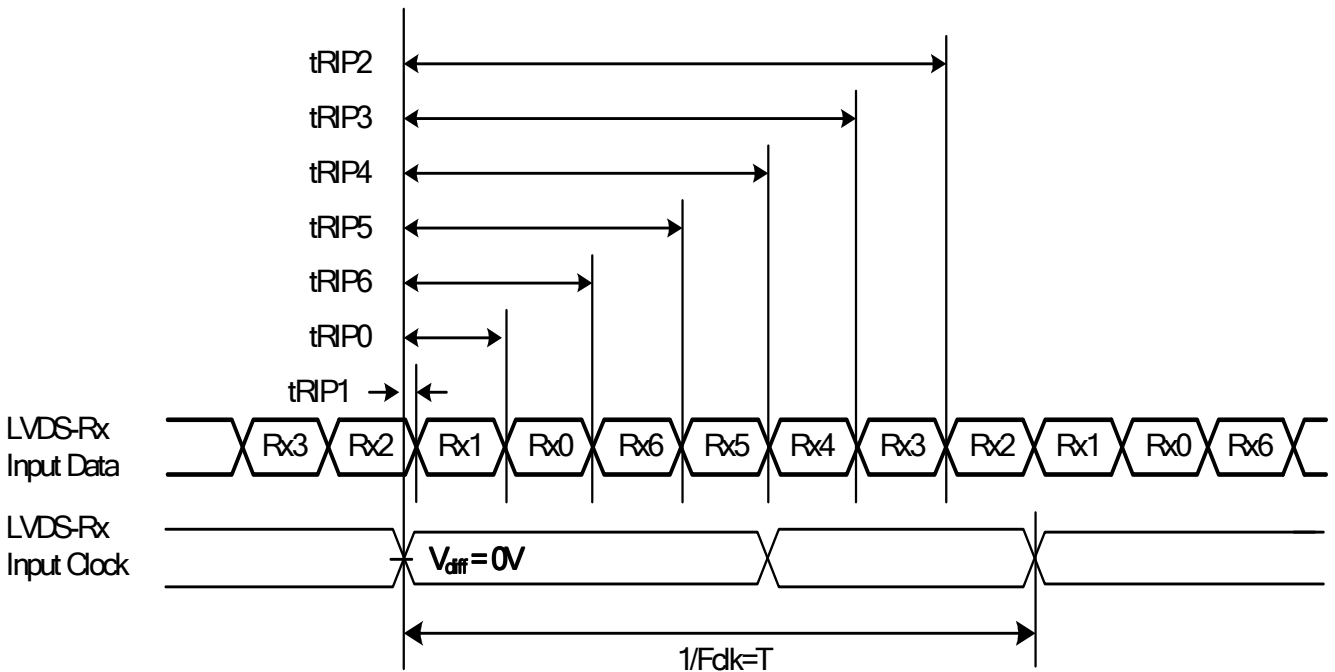 tRIP2
tRIP3
tRIP4
tRIP5
tRIP6
tRIP0
tRIP1
LVDS-Rx
Input Data
Rx3 Rx2 Rx1 Rx0 Rx6 Rx5 Rx4 Rx3 Rx2 Rx1 Rx0 Rx6
LVDS-Rx
Input Clock
Vdiff = 0V
1/Fclk=T